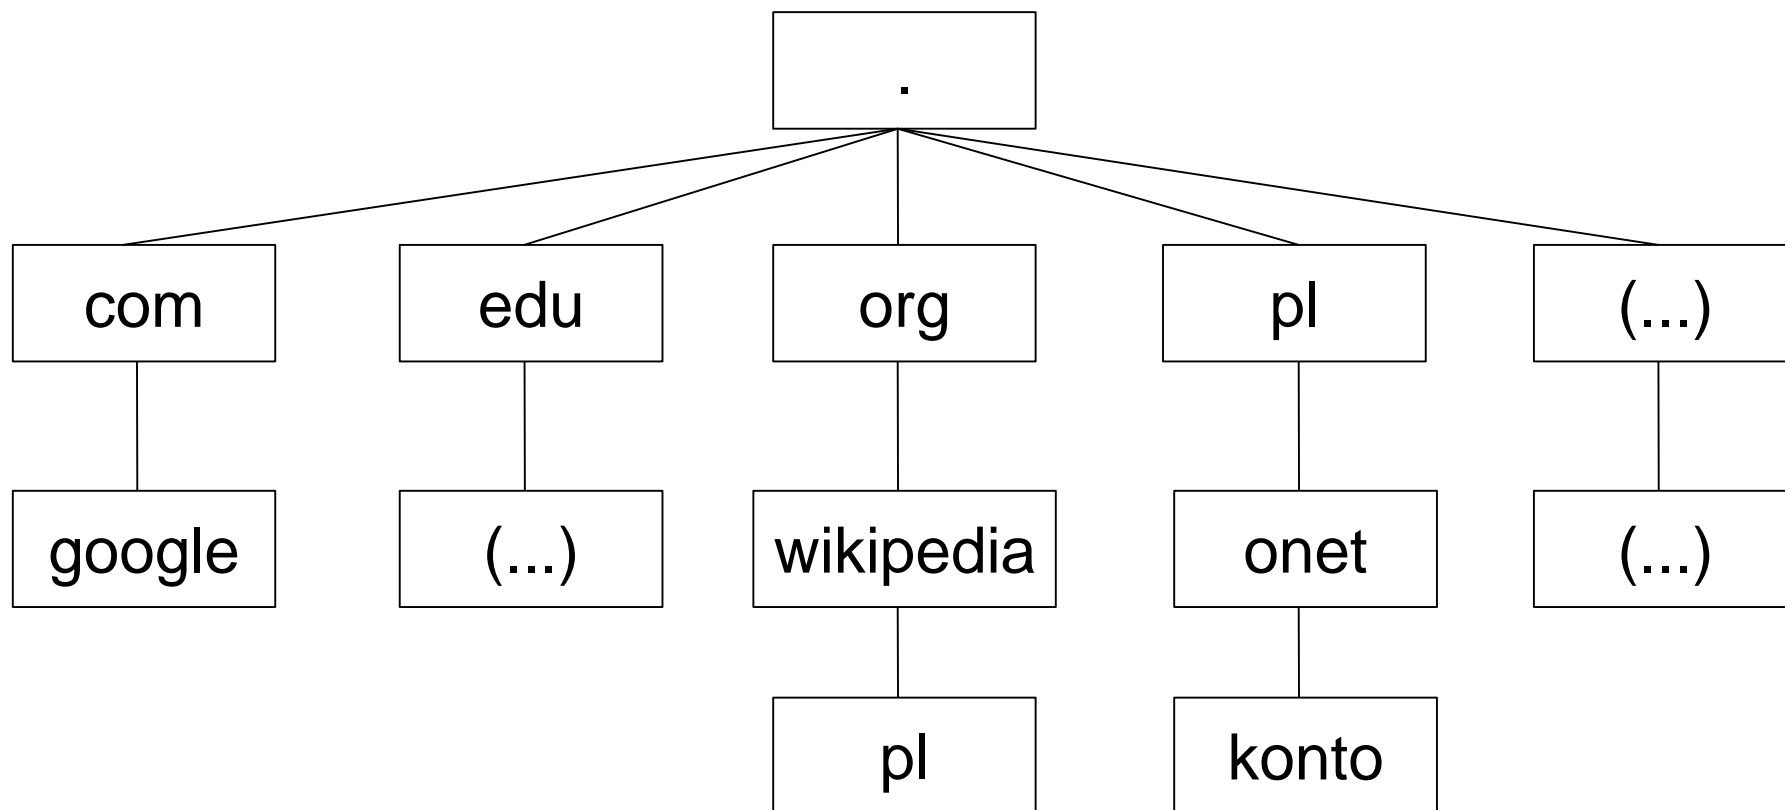 .
com edu org pl (...)
google (...) wikipedia onet (...)
pl konto